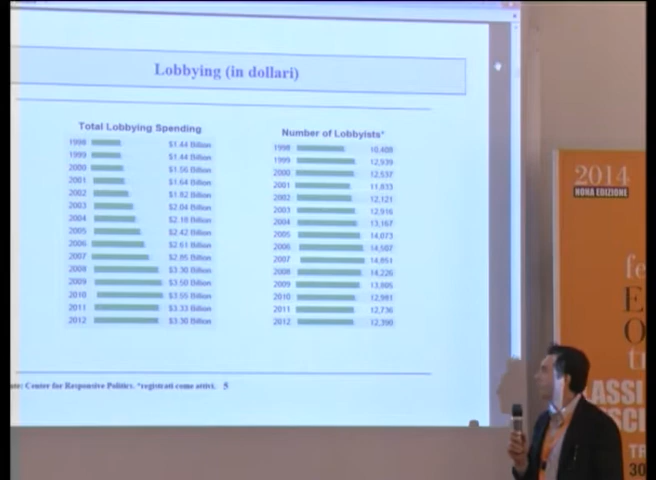 Lobbying (in dollari)
Total Lobbying Spending
1998 $1.44 Billion
1999 $1.44 Billion
2000 $1.56 Billion
2001 $1.64 Billion
2002 $1.82 Billion
2003 $2.04 Billion
2004 $2.18 Billion
2005 $2.42 Billion
2006 $2.61 Billion
2007 $2.85 Billion
2008 $3.30 Billion
2009 $3.50 Billion
2010 $3.55 Billion
2011 $3.33 Billion
2012 $3.30 Billion
Number of Lobbyists*
1998 10,408
1999 12,939
2000 12,537
2001 11,833
2002 12,121
2003 12,916
2004 13,167
2005 14,073
2006 14,507
2007 14,851
2008 14,226
2009 13,805
2010 12,981
2011 12,736
2012 12,390
Center for Responsive Politics. *registrati come attivi. 5
2014
NONA EDIZIONE
fe
E
O
t
CLASSI
SCI
30